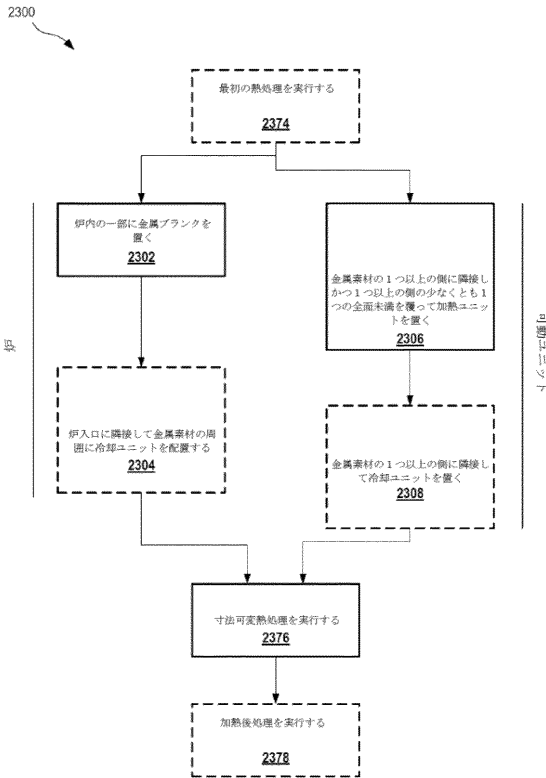 2300
最初の熱処理を実行する
2374
炉内の一部に金属ブランクを
置く
2302
金属素材の1つ以上の側に隣接し
かつ1つ以上の側の少なくとも1
つの全面未満を覆って加熱ユニッ
トを置く
2306
炉
可動ユニット
炉入口に隣接して金属素材の周
囲に冷却ユニットを配置する
2304
金属素材の1つ以上の側に隣接し
て冷却ユニットを置く
2308
寸法可変熱処理を実行する
2376
加熱後処理を実行する
2378